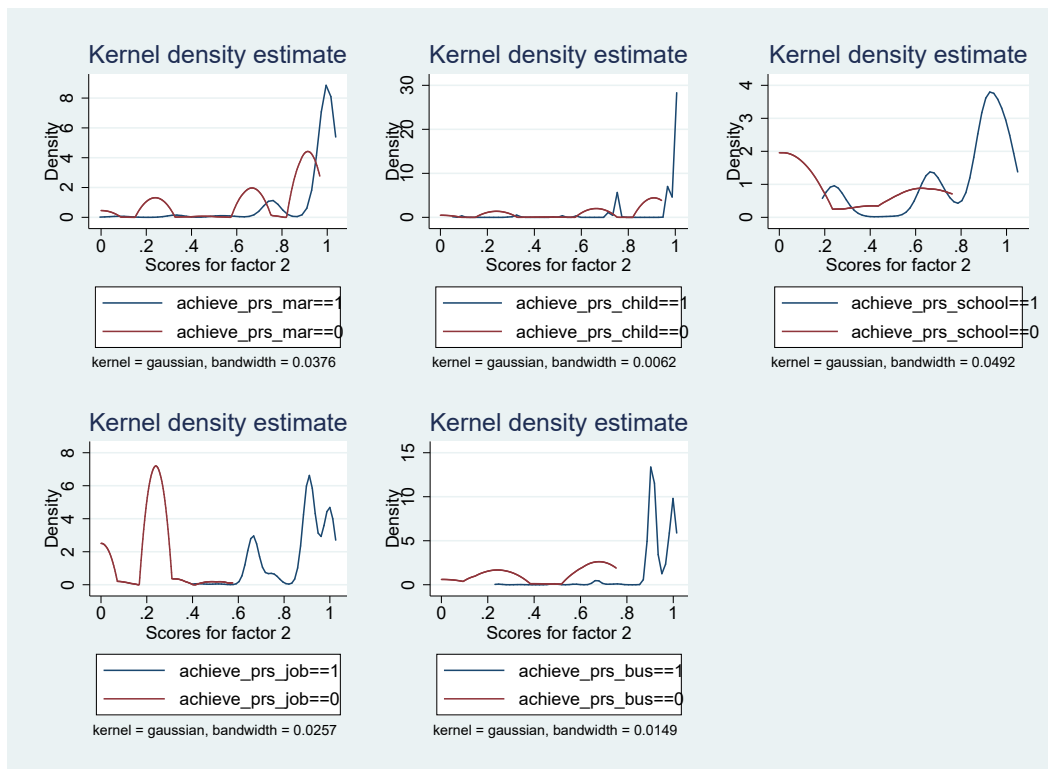 Kernel density estimate
Density
0 2 4 6 8
0 .2 .4 .6 .8 1
Scores for factor 2
achieve_prs_mar==1
achieve_prs_mar==0
kernel = gaussian, bandwidth = 0.0376
Kernel density estimate
Density
0 10 20 30
0 .2 .4 .6 .8 1
Scores for factor 2
achieve_prs_child==1
achieve_prs_child==0
kernel = gaussian, bandwidth = 0.0062
Kernel density estimate
Density
0 1 2 3 4
0 .2 .4 .6 .8 1
Scores for factor 2
achieve_prs_school==1
achieve_prs_school==0
kernel = gaussian, bandwidth = 0.0492
Kernel density estimate
Density
0 2 4 6 8
0 .2 .4 .6 .8 1
Scores for factor 2
achieve_prs_job==1
achieve_prs_job==0
kernel = gaussian, bandwidth = 0.0257
Kernel density estimate
Density
0 5 10 15
0 .2 .4 .6 .8 1
Scores for factor 2
achieve_prs_bus==1
achieve_prs_bus==0
kernel = gaussian, bandwidth = 0.0149